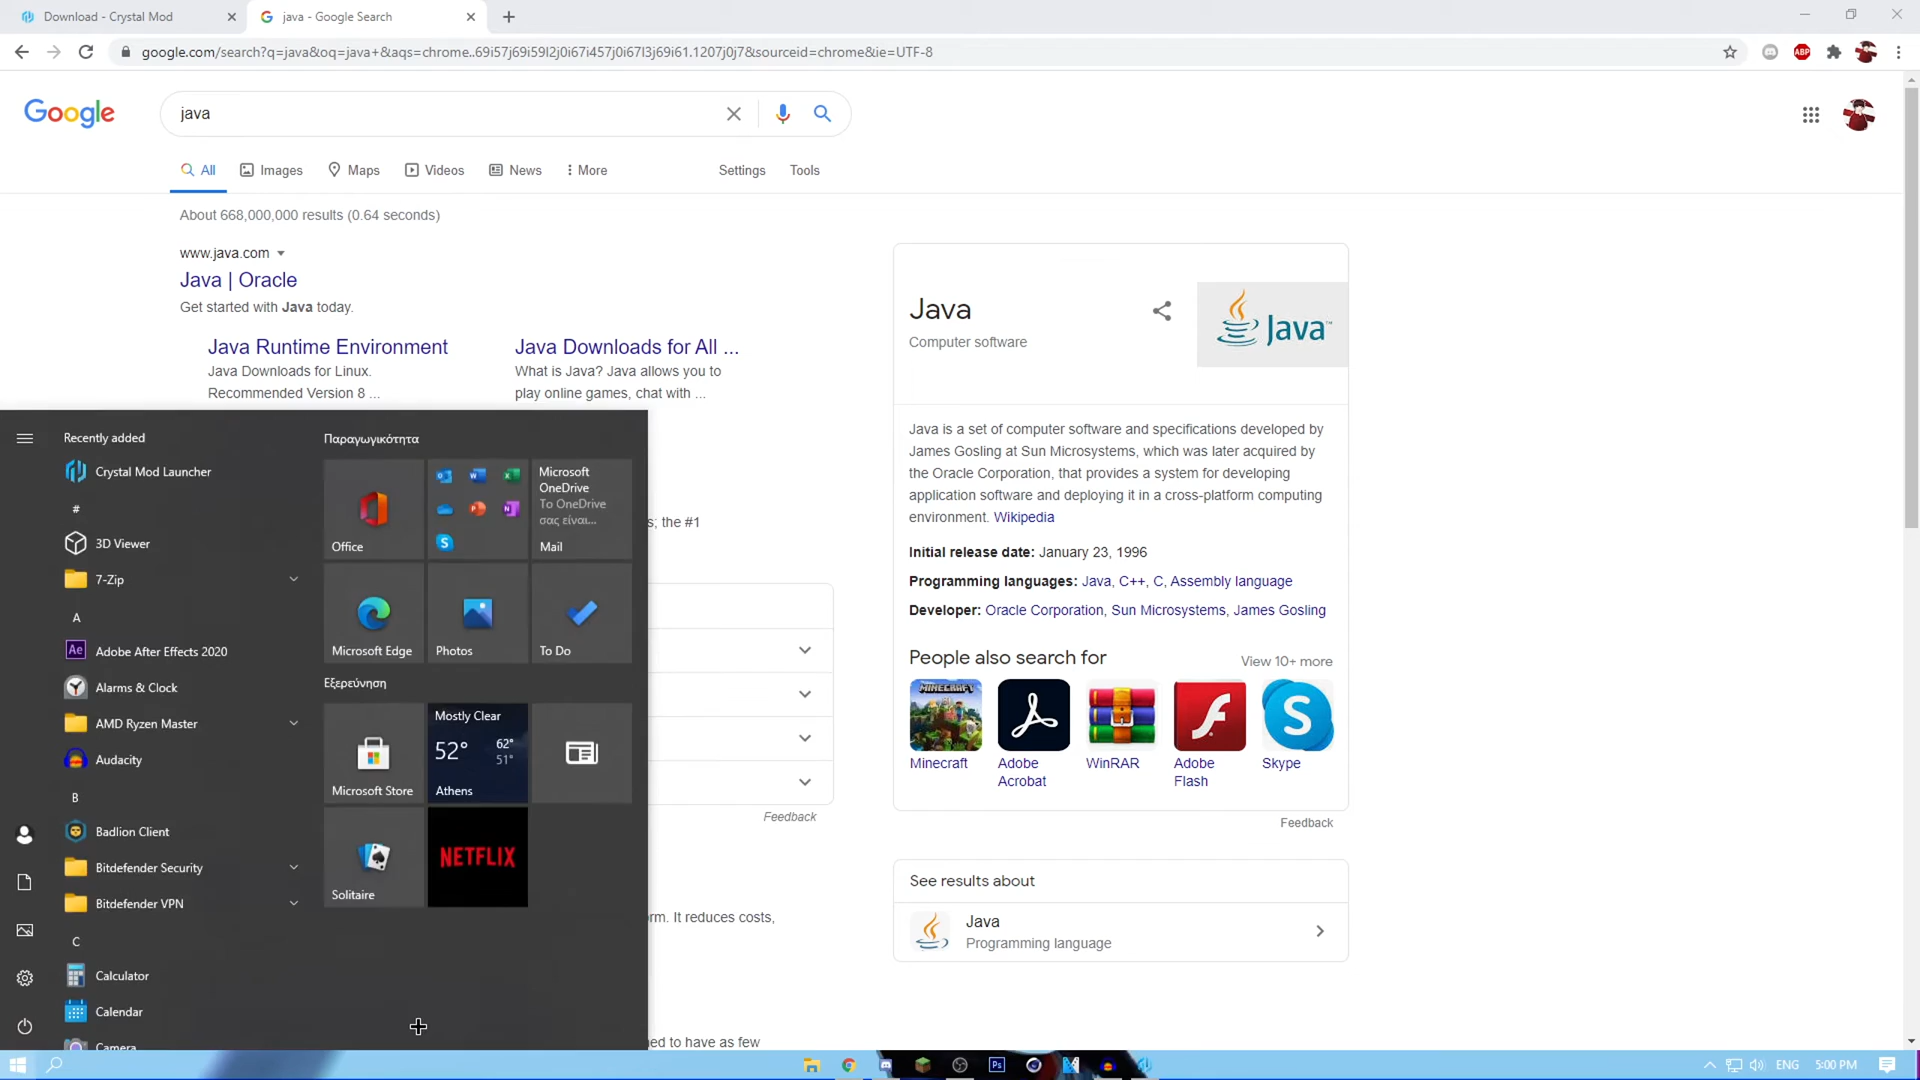 Download - Crystal Mod
java - Google Search
google.com/search?q=java&oq=java+&aqs=chrome..69i57j69i59l2j0i67i457j0i67l3j69i61.1207j0j7&sourceid=chrome&ie=UTF-8
ABP
Google
java
All
Images
Maps
Videos
News
More
Settings
Tools
About 668,000,000 results (0.64 seconds)
www.java.com
Java | Oracle
Get started with Java today.
Java Runtime Environment
Java Downloads for Linux.
Recommended Version 8 ...
Java Downloads for All ...
What is Java? Java allows you to
play online games, chat with ...
s; the #1
Feedback
rm. It reduces costs,
ned to have as few
Java
Computer software
Java
Java is a set of computer software and specifications developed by
James Gosling at Sun Microsystems, which was later acquired by
the Oracle Corporation, that provides a system for developing
application software and deploying it in a cross-platform computing
environment. Wikipedia
Initial release date: January 23, 1996
Programming languages: Java, C++, C, Assembly language
Developer: Oracle Corporation, Sun Microsystems, James Gosling
People also search for
View 10+ more
MINECRAFT
Minecraft
Adobe
Acrobat
WinRAR
Adobe
Flash
Skype
Feedback
See results about
Java
Programming language
Recently added
Crystal Mod Launcher
#
3D Viewer
7-Zip
A
Ae
Adobe After Effects 2020
Alarms & Clock
AMD Ryzen Master
Audacity
B
Badlion Client
Bitdefender Security
Bitdefender VPN
C
Calculator
Calendar
Camera
Παραγωγικότητα
Office
Microsoft
OneDrive
Το OneDrive
σας είναι...
Mail
Microsoft Edge
Photos
To Do
Εξερεύνηση
Microsoft Store
Mostly Clear
52°
62°
51°
Athens
Solitaire
NETFLIX
Ps
ENG
5:00 PM